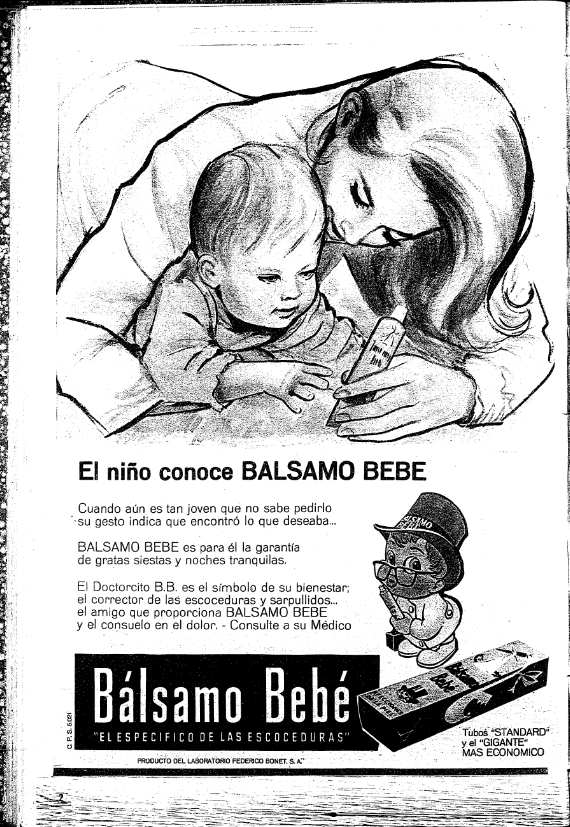 El niño conoce BALSAMO BEBE
Cuando aún es tan joven que no sabe pedirlo
su gesto indica que encontró lo que deseaba...
BALSAMO BEBE es para él la garantía
de gratas siestas y noches tranquilas.
El Doctorcito B.B. es el símbolo de su bienestar;
el corrector de las escoceduras y sarpullidos...
el amigo que proporciona BALSAMO BEBE
y el consuelo en el dolor. - Consulte a su Médico
BALSAMO
BEBE
Bálsamo Bebé
"EL ESPECIFICO DE LAS ESCOCEDURAS"
C. P. S. 5.021
Tubos "STANDARD"
y el "GIGANTE"
MAS ECONOMICO
PRODUCTO DEL LABORATORIO FEDERICO BONET, S. A."